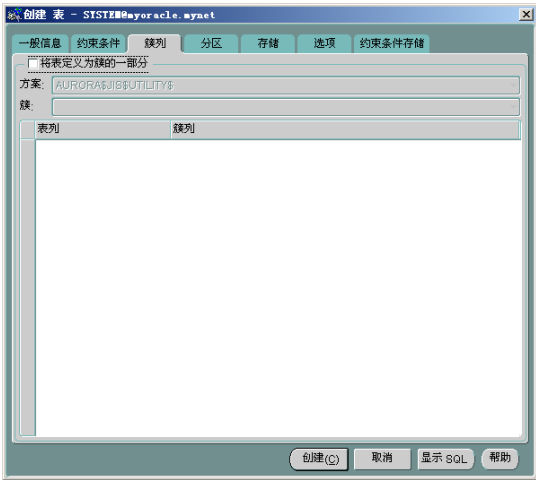 创建 表 - SYSTEM@myoracle.mynet
一般信息 约束条件 簇列 分区 存储 选项 约束条件存储
将表定义为簇的一部分
方案: AURORA$JIS$UTILITY$
簇:
表列 簇列
创建(C) 取消 显示 SQL 帮助